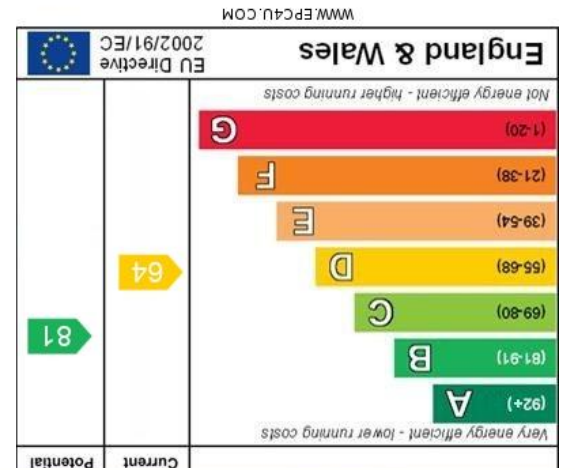 Current Potential
Very energy efficient - lower running costs
(92+) A
(81-91) B
81
(69-80) C
(55-68) D
64
(39-54) E
(21-38) F
(1-20) G
Not energy efficient - higher running costs
England & Wales
EU Directive
2002/91/EC
WWW.EPC4U.COM